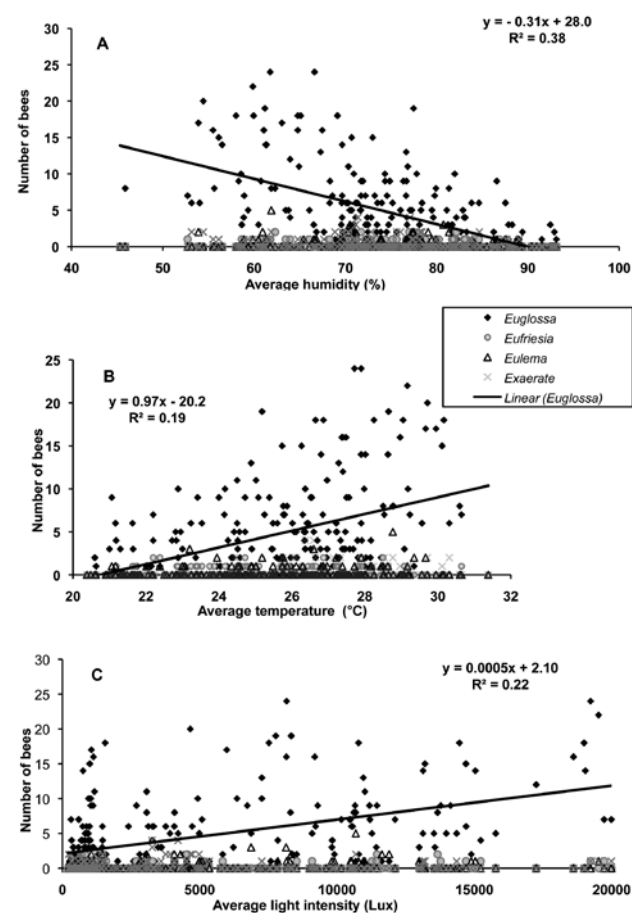 A
y = - 0.31x + 28.0
R² = 0.38
Number of bees
30
25
20
15
10
5
0
40 50 60 70 80 90 100
Average humidity (%)
Euglossa
Eufriesia
Eulema
Exaerate
Linear (Euglossa)
B
y = 0.97x - 20.2
R² = 0.19
Number of bees
25
20
15
10
5
0
20 22 24 26 28 30 32
Average temperature (°C)
C
y = 0.0005x + 2.10
R² = 0.22
Number of bees
30
25
20
15
10
5
0
0 5000 10000 15000 20000
Average light intensity (Lux)